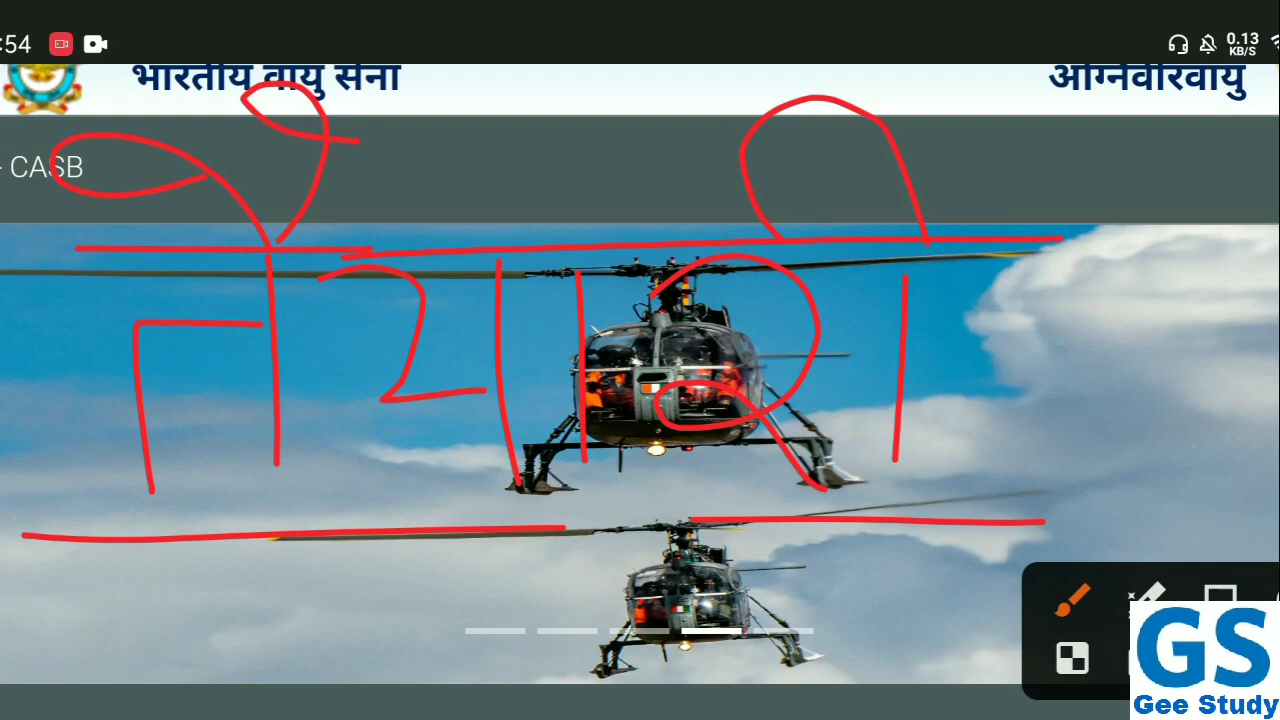 :54 0.13 KB/S
भारतीय वायु सेना अग्निवीरवायु
- CASB
तैयारी
GS
Gee Study